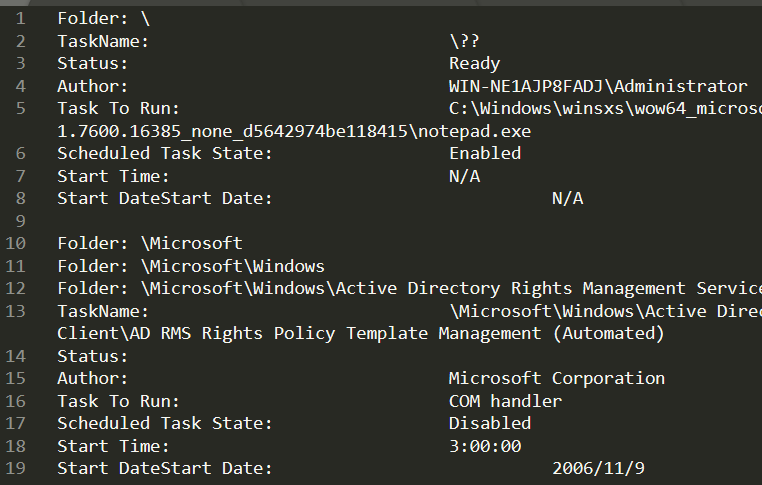 1 Folder: \
2 TaskName: \??
3 Status: Ready
4 Author: WIN-NE1AJP8FADJ\Administrator
5 Task To Run: C:\Windows\winsxs\wow64_microso
1.7600.16385_none_d5642974be118415\notepad.exe
6 Scheduled Task State: Enabled
7 Start Time: N/A
8 Start DateStart Date: N/A
9
10 Folder: \Microsoft
11 Folder: \Microsoft\Windows
12 Folder: \Microsoft\Windows\Active Directory Rights Management Service
13 TaskName: \Microsoft\Windows\Active Direc
Client\AD RMS Rights Policy Template Management (Automated)
14 Status:
15 Author: Microsoft Corporation
16 Task To Run: COM handler
17 Scheduled Task State: Disabled
18 Start Time: 3:00:00
19 Start DateStart Date: 2006/11/9